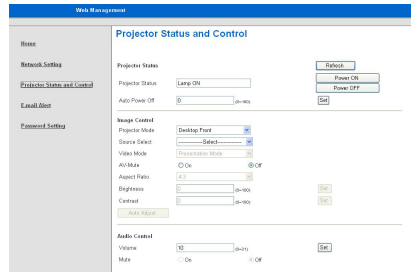 Web Management
Projector Status and Control
Home
Network Setting
Projector Status and Control
E.mail Alert
Password Setting
Projector Status
Refresh
Power ON
Projector Status Lamp ON
Power OFF
Auto Power Off 0 (0~180) Set
Image Control
Projector Mode Desktop Front
Source Select -------------Select-------------
Video Mode Presentation Mode
AV-Mute On Off
Aspect Ratio 4:3
Brightness 0 (0~100) Set
Contrast 0 (0~100) Set
Auto Adjust
Audio Control
Volume 10 (0~31) Set
Mute On Off